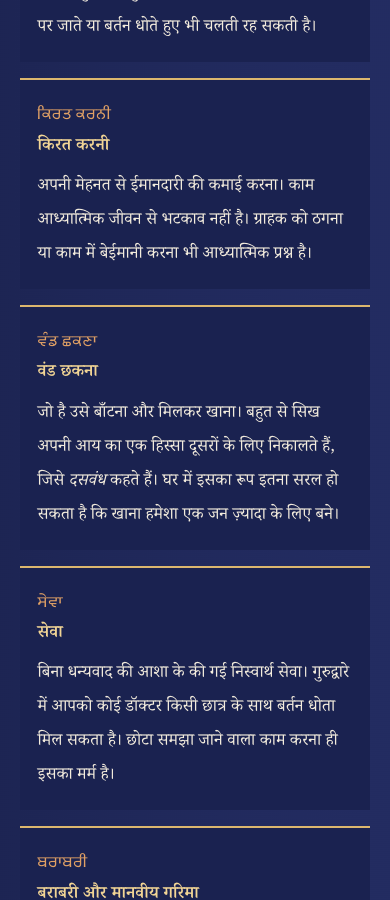 पर जाते या बर्तन धोते हुए भी चलती रह सकती है।
ਕਿਰਤ ਕਰਨੀ
किरत करनी
अपनी मेहनत से ईमानदारी की कमाई करना। काम
आध्यात्मिक जीवन से भटकाव नहीं है। ग्राहक को ठगना
या काम में बेईमानी करना भी आध्यात्मिक प्रश्न है।
ਵੰਡ ਛਕਣਾ
वंड छकना
जो है उसे बाँटना और मिलकर खाना। बहुत से सिख
अपनी आय का एक हिस्सा दूसरों के लिए निकालते हैं,
जिसे दसवंध कहते हैं। घर में इसका रूप इतना सरल हो
सकता है कि खाना हमेशा एक जन ज़्यादा के लिए बने।
ਸੇਵਾ
सेवा
बिना धन्यवाद की आशा के की गई निस्वार्थ सेवा। गुरुद्वारे
में आपको कोई डॉक्टर किसी छात्र के साथ बर्तन धोता
मिल सकता है। छोटा समझा जाने वाला काम करना ही
इसका मर्म है।
ਬਰਾਬਰੀ
बराबरी और मानवीय गरिमा